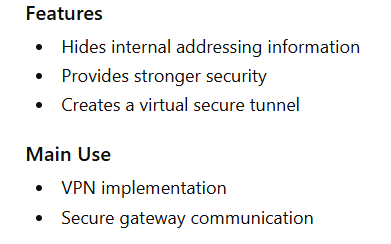 Features
• Hides internal addressing information
• Provides stronger security
• Creates a virtual secure tunnel
Main Use
• VPN implementation
• Secure gateway communication